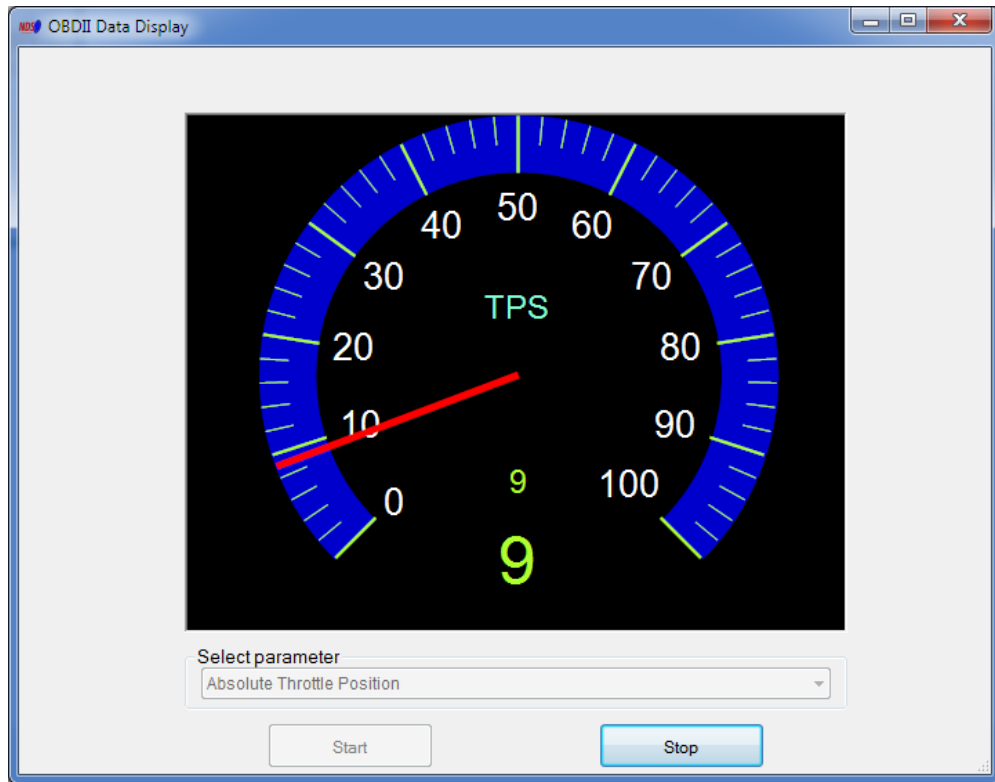 NDS OBDII Data Display
50
40 60
30 70
TPS
20 80
10 90
0 9 100
9
Select parameter
Absolute Throttle Position
Start Stop